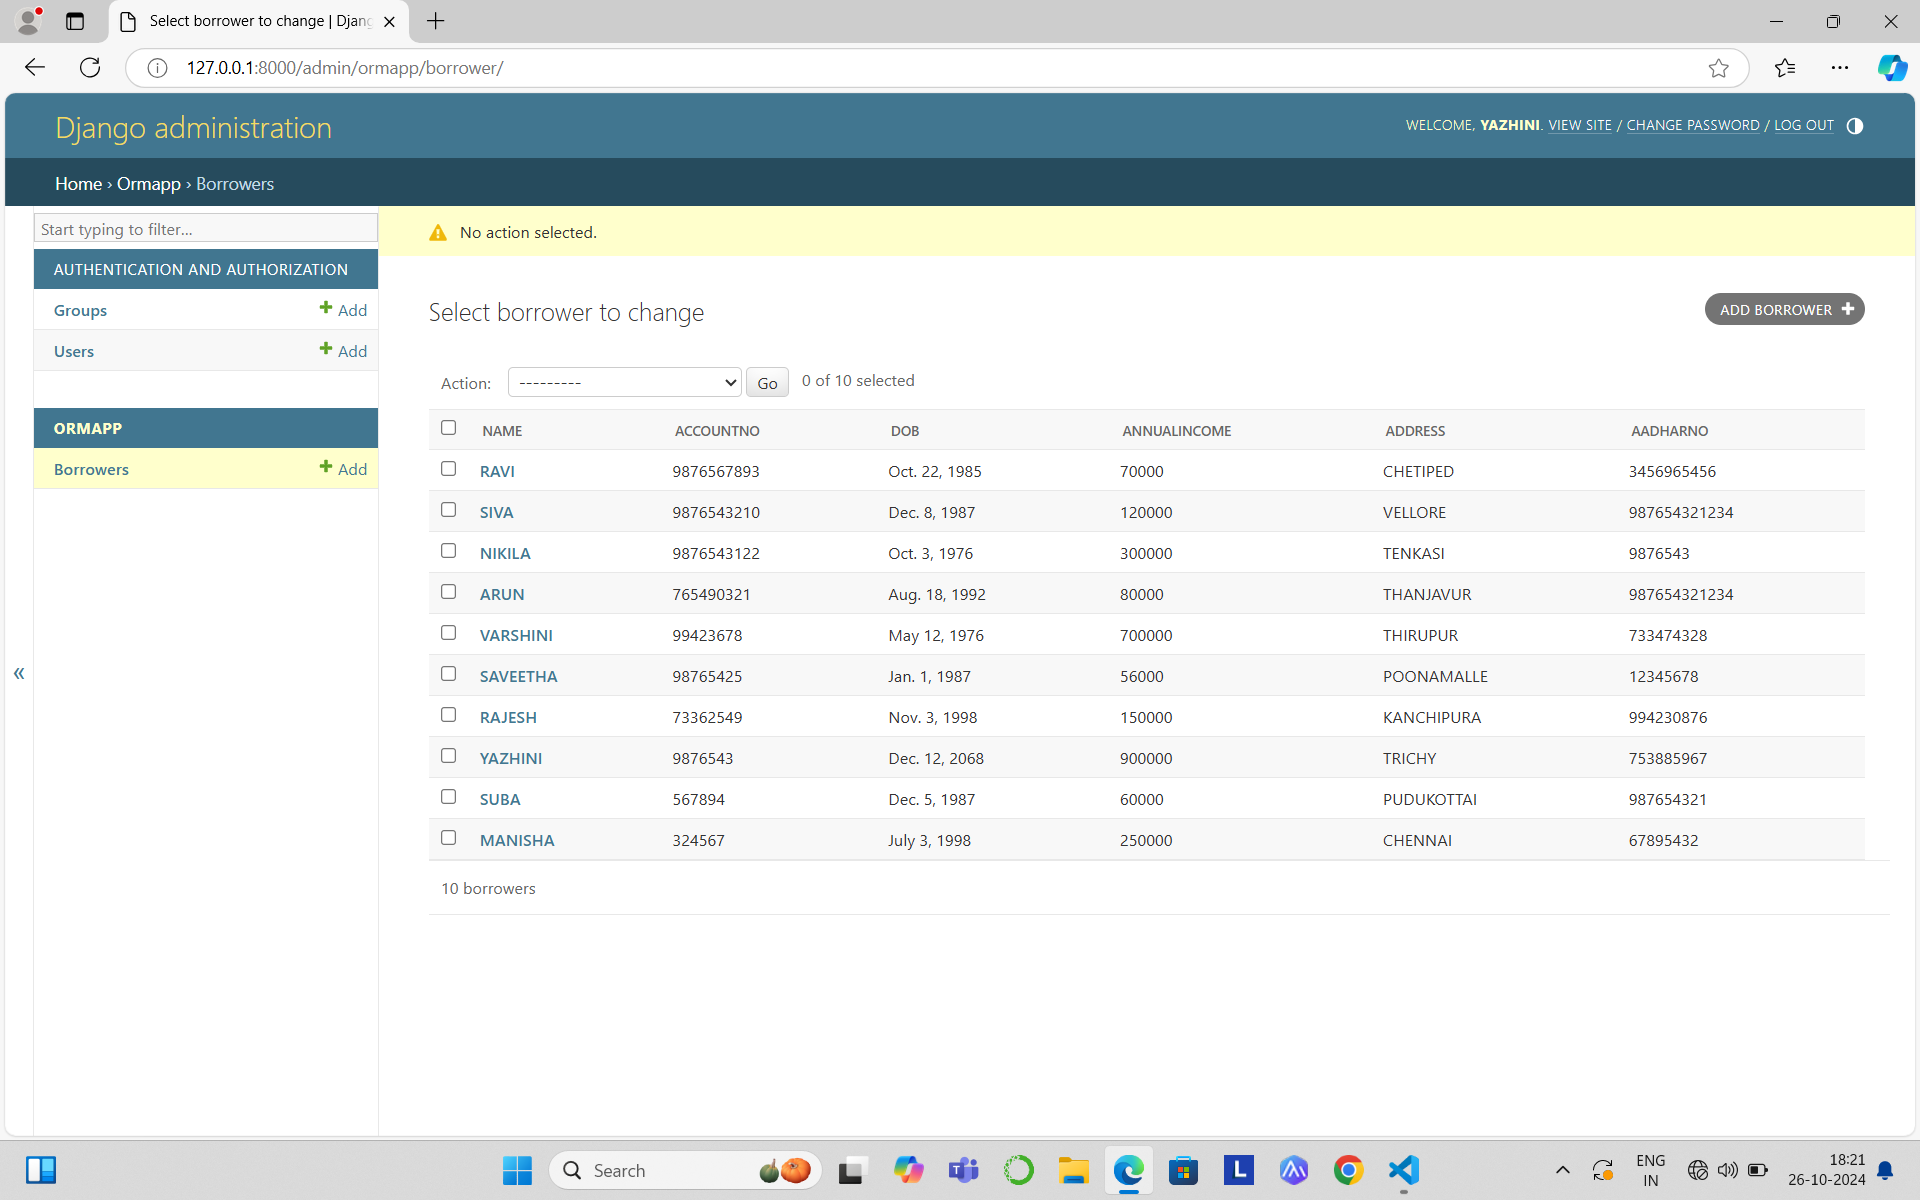 Select borrower to change | Djang
127.0.0.1:8000/admin/ormapp/borrower/
Django administration
WELCOME, YAZHINI. VIEW SITE / CHANGE PASSWORD / LOG OUT
Home › Ormapp › Borrowers
Start typing to filter...
AUTHENTICATION AND AUTHORIZATION
Groups Add
Users Add
ORMAPP
Borrowers Add
«
No action selected.
Select borrower to change
ADD BORROWER
Action: --------- Go 0 of 10 selected
NAME ACCOUNTNO DOB ANNUALINCOME ADDRESS AADHARNO
RAVI 9876567893 Oct. 22, 1985 70000 CHETIPED 3456965456
SIVA 9876543210 Dec. 8, 1987 120000 VELLORE 987654321234
NIKILA 9876543122 Oct. 3, 1976 300000 TENKASI 9876543
ARUN 765490321 Aug. 18, 1992 80000 THANJAVUR 987654321234
VARSHINI 99423678 May 12, 1976 700000 THIRUPUR 733474328
SAVEETHA 98765425 Jan. 1, 1987 56000 POONAMALLE 12345678
RAJESH 73362549 Nov. 3, 1998 150000 KANCHIPURA 994230876
YAZHINI 9876543 Dec. 12, 2068 900000 TRICHY 753885967
SUBA 567894 Dec. 5, 1987 60000 PUDUKOTTAI 987654321
MANISHA 324567 July 3, 1998 250000 CHENNAI 67895432
10 borrowers
Search
L
ENG
IN
18:21
26-10-2024